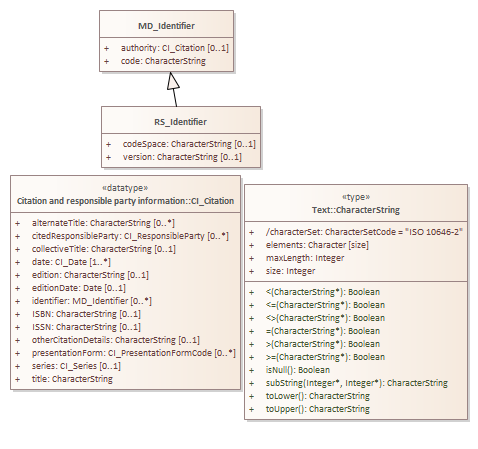 MD_Identifier
+ authority: CI_Citation [0..1]
+ code: CharacterString
RS_Identifier
+ codeSpace: CharacterString [0..1]
+ version: CharacterString [0..1]
«datatype»
Citation and responsible party information::CI_Citation
+ alternateTitle: CharacterString [0..*]
+ citedResponsibleParty: CI_ResponsibleParty [0..*]
+ collectiveTitle: CharacterString [0..1]
+ date: CI_Date [1..*]
+ edition: CharacterString [0..1]
+ editionDate: Date [0..1]
+ identifier: MD_Identifier [0..*]
+ ISBN: CharacterString [0..1]
+ ISSN: CharacterString [0..1]
+ otherCitationDetails: CharacterString [0..1]
+ presentationForm: CI_PresentationFormCode [0..*]
+ series: CI_Series [0..1]
+ title: CharacterString
«type»
Text::CharacterString
+ /characterSet: CharacterSetCode = "ISO 10646-2"
+ elements: Character [size]
+ maxLength: Integer
+ size: Integer
+ <(CharacterString*): Boolean
+ <=(CharacterString*): Boolean
+ <>(CharacterString*): Boolean
+ =(CharacterString*): Boolean
+ >(CharacterString*): Boolean
+ >=(CharacterString*): Boolean
+ isNull(): Boolean
+ subString(Integer*, Integer*): CharacterString
+ toLower(): CharacterString
+ toUpper(): CharacterString